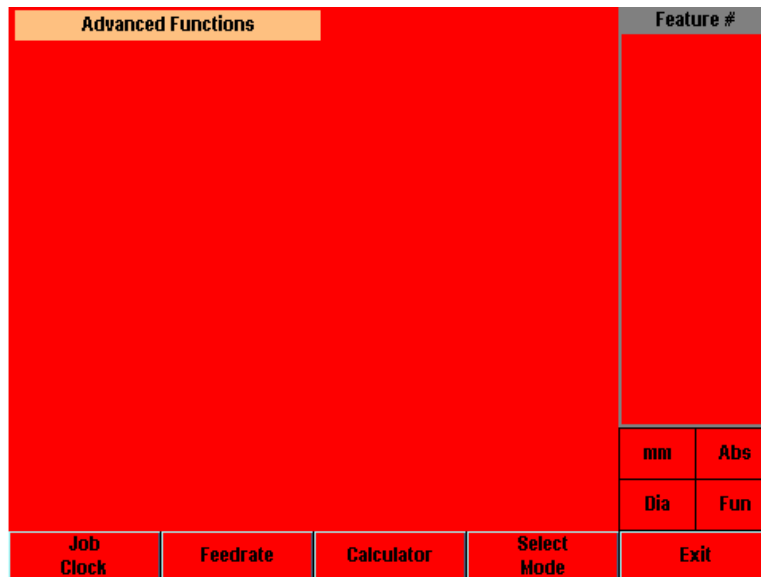 Advanced Functions
Feature #
mm
Abs
Dia
Fun
Job
Clock
Feedrate
Calculator
Select
Mode
Exit